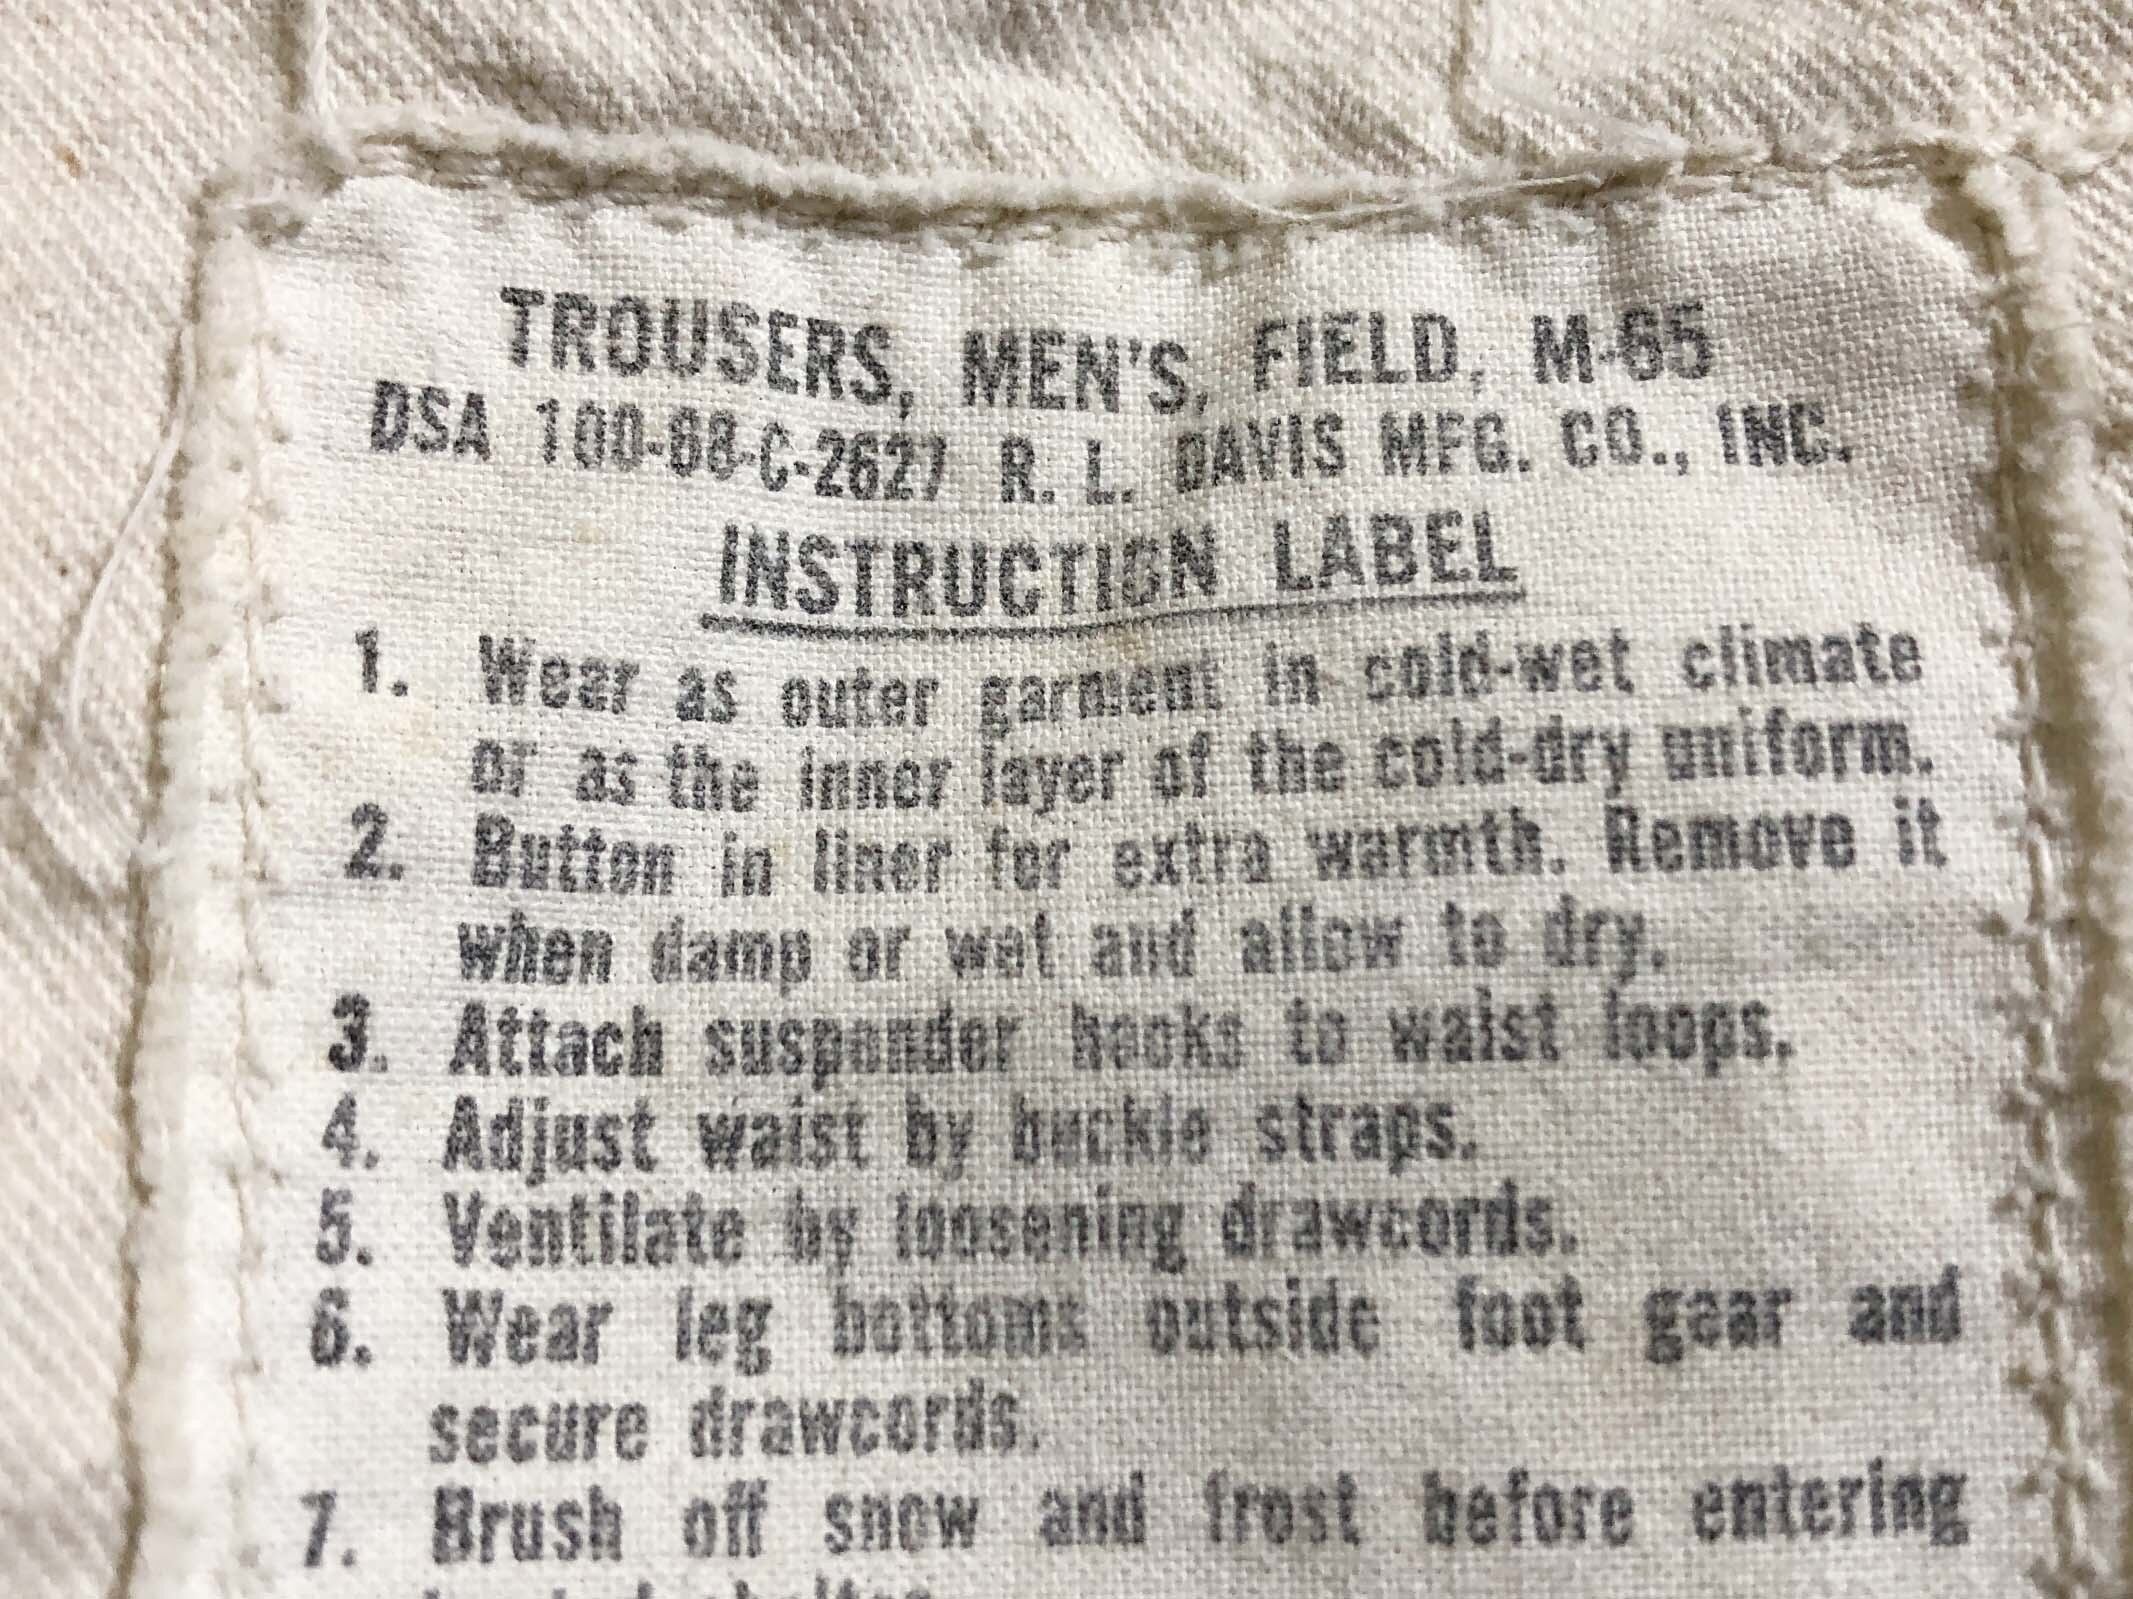 TROUSERS, MEN'S, FIELD, M-65
DSA 100-68-C-2627 R. L. DAVIS MFG. CO., INC.
INSTRUCTION LABEL
1. Wear as outer garment in cold-wet climate
or as the inner layer of the cold-dry uniform.
2. Button in liner for extra warmth. Remove it
when damp or wet and allow to dry.
3. Attach suspender hooks to waist loops.
4. Adjust waist by buckle straps.
5. Ventilate by loosening drawcords.
6. Wear leg bottoms outside foot gear and
secure drawcords.
7. Brush off snow and frost before entering